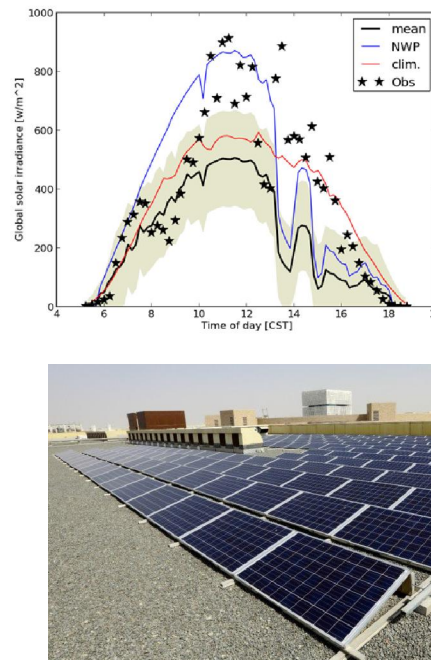 1000
800
600
400
200
0
Global solar irradiance [w/m^2]
mean
NWP
clim.
Obs
4 6 8 10 12 14 16 18 20
Time of day [CST]